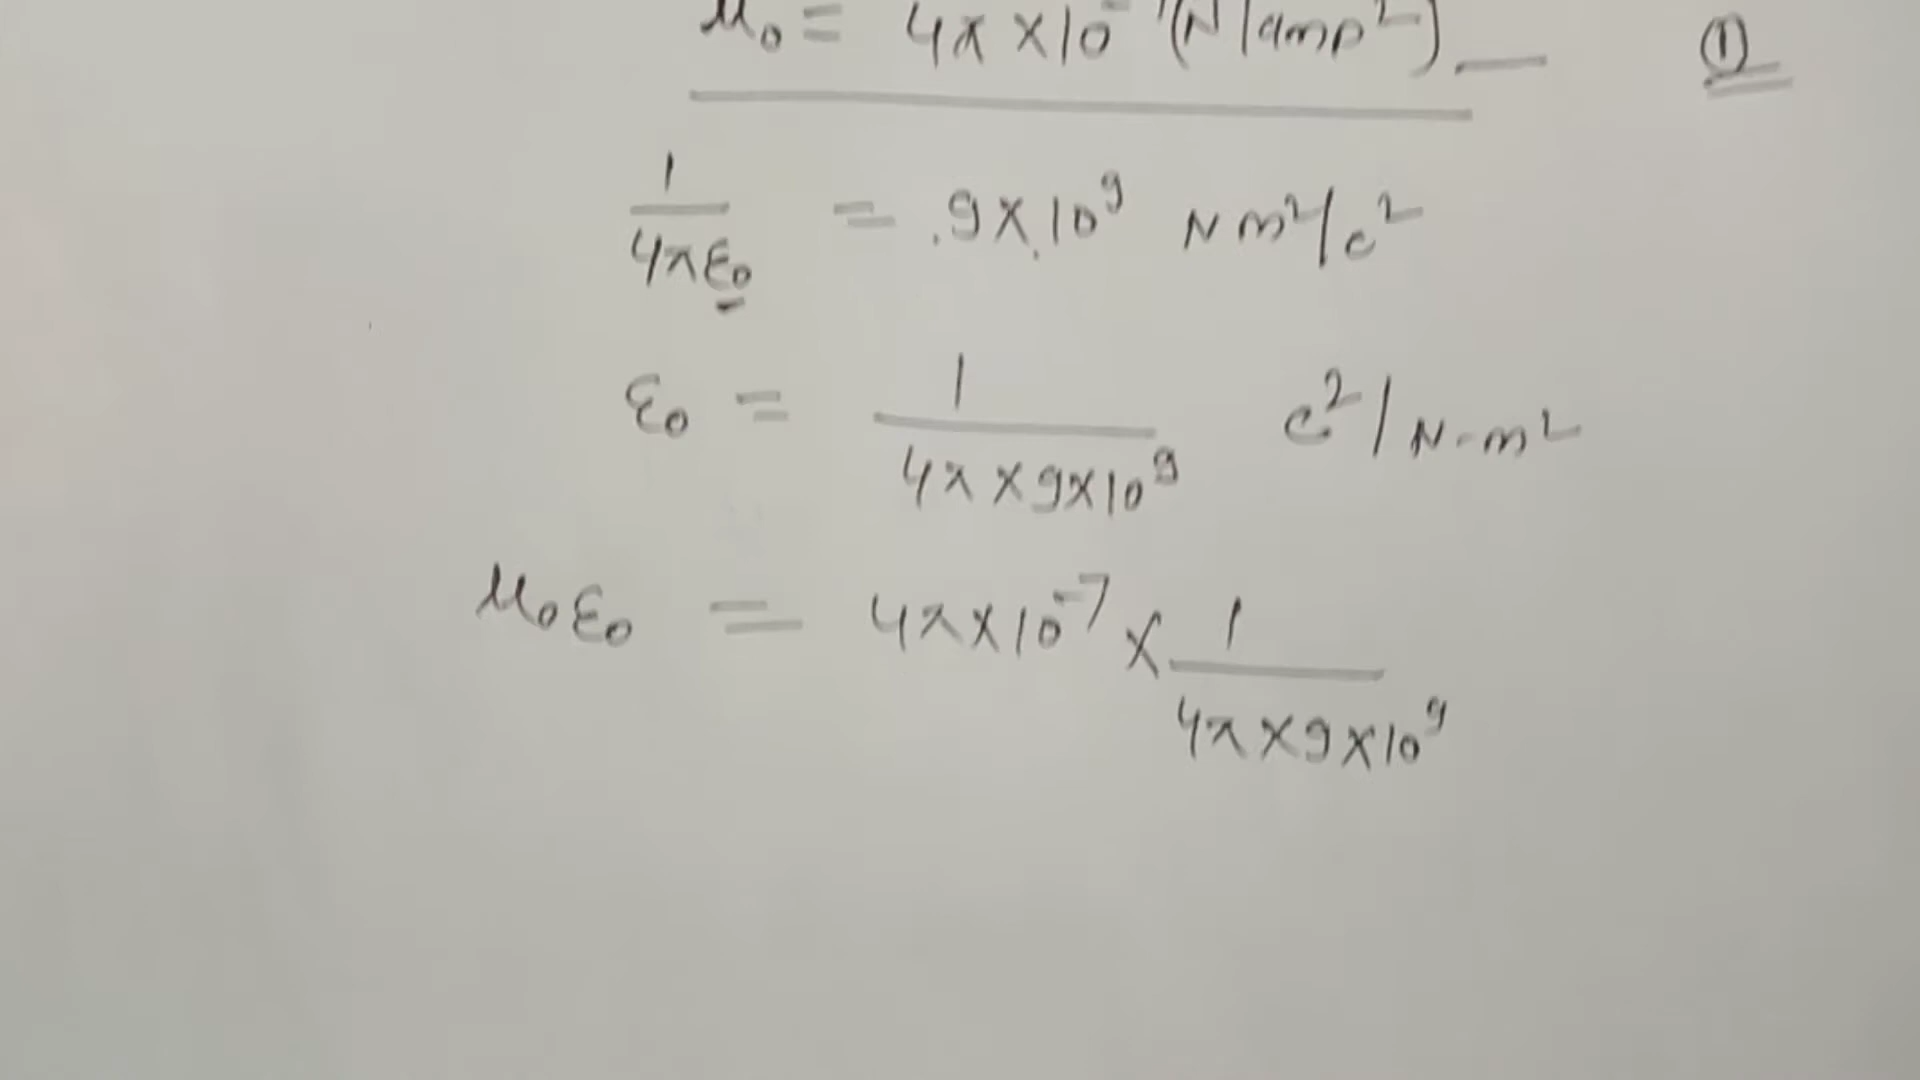 μ₀ = 4π × 10⁻⁷ (N/amp²) — ①
1/4πε₀ = 9 × 10⁹ N m²/c²
ε₀ = 1/4π × 9 × 10⁹ c²/N-m²
μ₀ε₀ = 4π × 10⁻⁷ × 1/4π × 9 × 10⁹